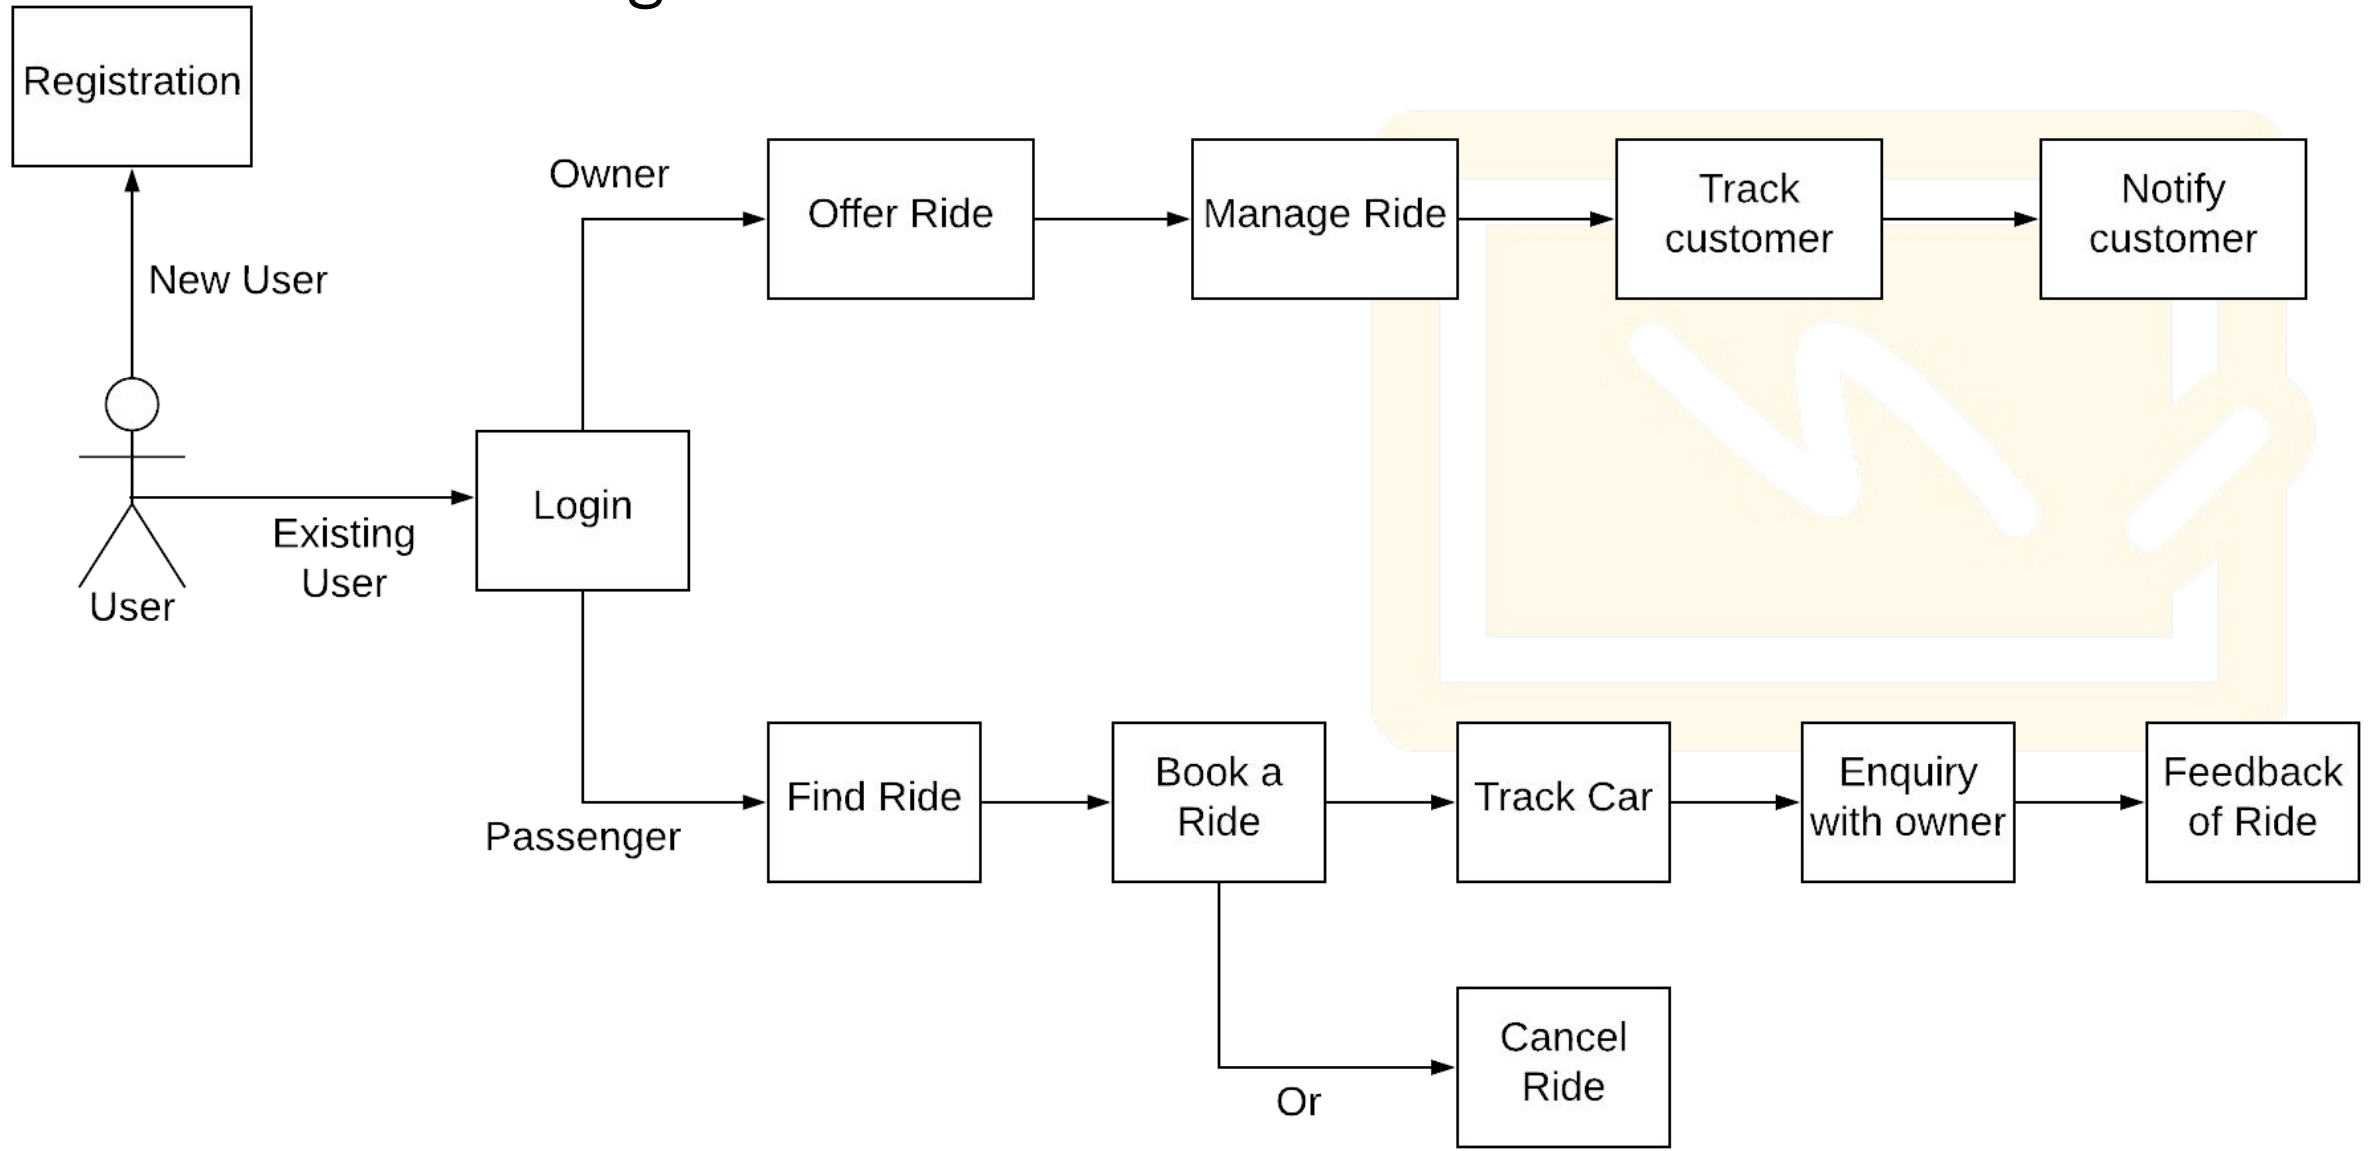 Registration
New User
User
Existing
User
Login
Owner
Offer Ride
Manage Ride
Track
customer
Notify
customer
Passenger
Find Ride
Book a
Ride
Track Car
Enquiry
with owner
Feedback
of Ride
Or
Cancel
Ride